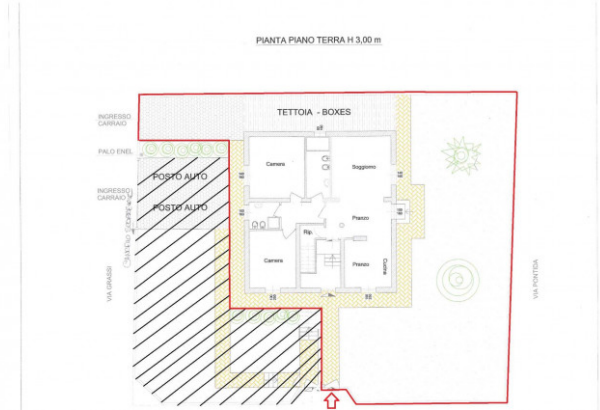 PIANTA PIANO TERRA H 3,00 m
TETTOIA - BOXES
INGRESSO
CARRAIO
PALO ENEL
Camera
Soggiorno
POSTO AUTO
INGRESSO
CARRAIO
POSTO AUTO
Pranzo
Rip.
Camera
Pranzo
Cucina
VIA GRASSI
VIA PONTIDA